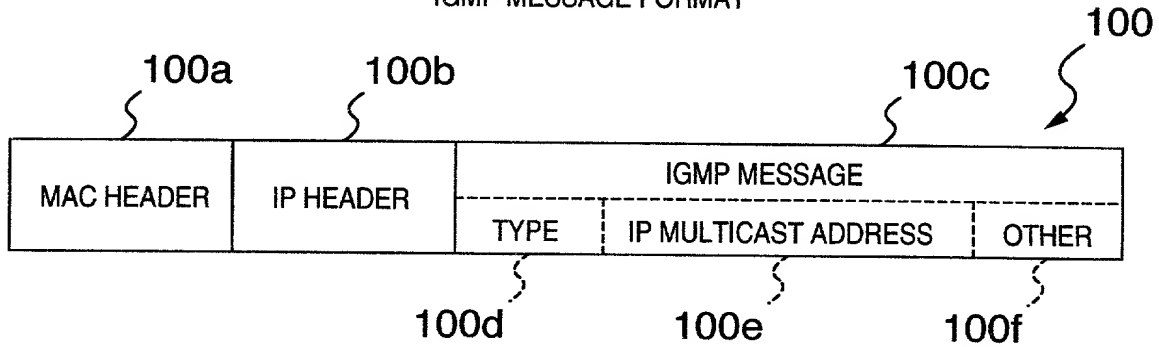 IGMP MESSAGE FORMAT
100
100a 100b 100c
MAC HEADER IP HEADER IGMP MESSAGE
TYPE IP MULTICAST ADDRESS OTHER
100d 100e 100f